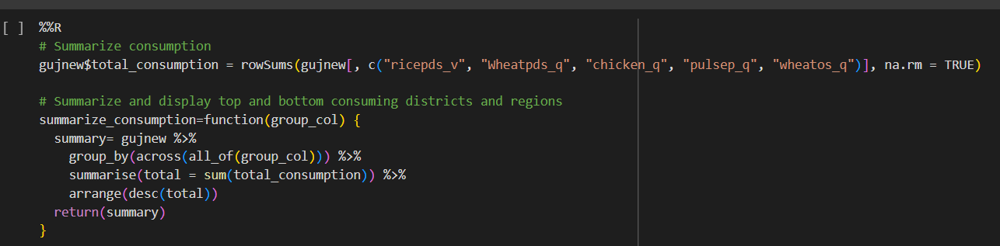 [ ] %%R
# Summarize consumption
gujnew$total_consumption = rowSums(gujnew[, c("ricepds_v", "Wheatpds_q", "chicken_q", "pulsep_q", "wheatos_q")], na.rm = TRUE)
# Summarize and display top and bottom consuming districts and regions
summarize_consumption=function(group_col) {
summary= gujnew %>%
group_by(across(all_of(group_col))) %>%
summarise(total = sum(total_consumption)) %>%
arrange(desc(total))
return(summary)
}